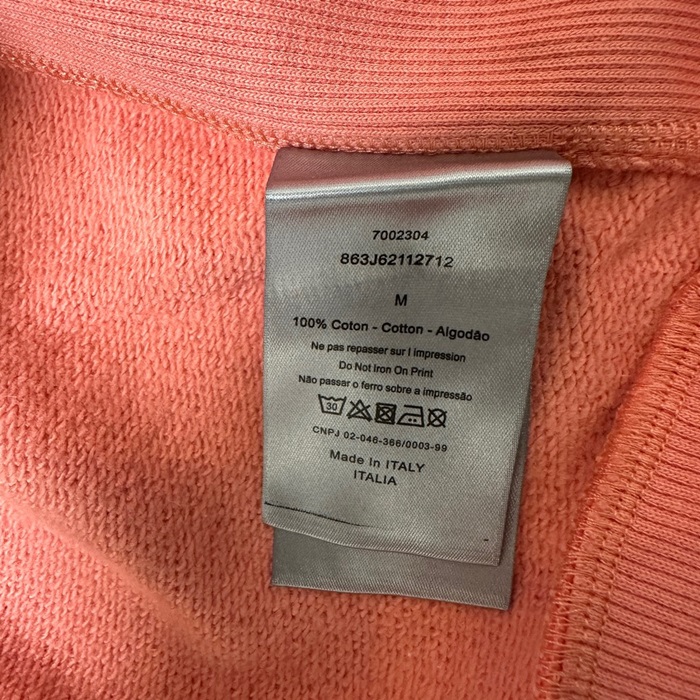 7002304
863J62112712
M
100% Coton - Cotton - Algodão
Ne pas repasser sur l impression
Do Not Iron On Print
Não passar o ferro sobre a impressão
30
CNPJ 02-046-366/0003-99
Made In ITALY
ITALIA